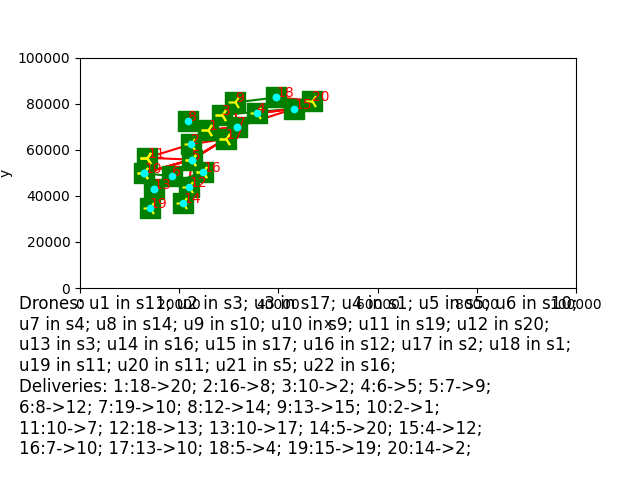 100000
80000
60000
40000
20000
0
y
x
Drones: u1 in s11; u2 in s3; u3 in s17; u4 in s1; u5 in s5; u6 in s10;
u7 in s4; u8 in s14; u9 in s10; u10 in s9; u11 in s19; u12 in s20;
u13 in s3; u14 in s16; u15 in s17; u16 in s12; u17 in s2; u18 in s1;
u19 in s11; u20 in s11; u21 in s5; u22 in s16;
Deliveries: 1:18->20; 2:16->8; 3:10->2; 4:6->5; 5:7->9;
6:8->12; 7:19->10; 8:12->14; 9:13->15; 10:2->1;
11:10->7; 12:18->13; 13:10->17; 14:5->20; 15:4->12;
16:7->10; 17:13->10; 18:5->4; 19:15->19; 20:14->2;